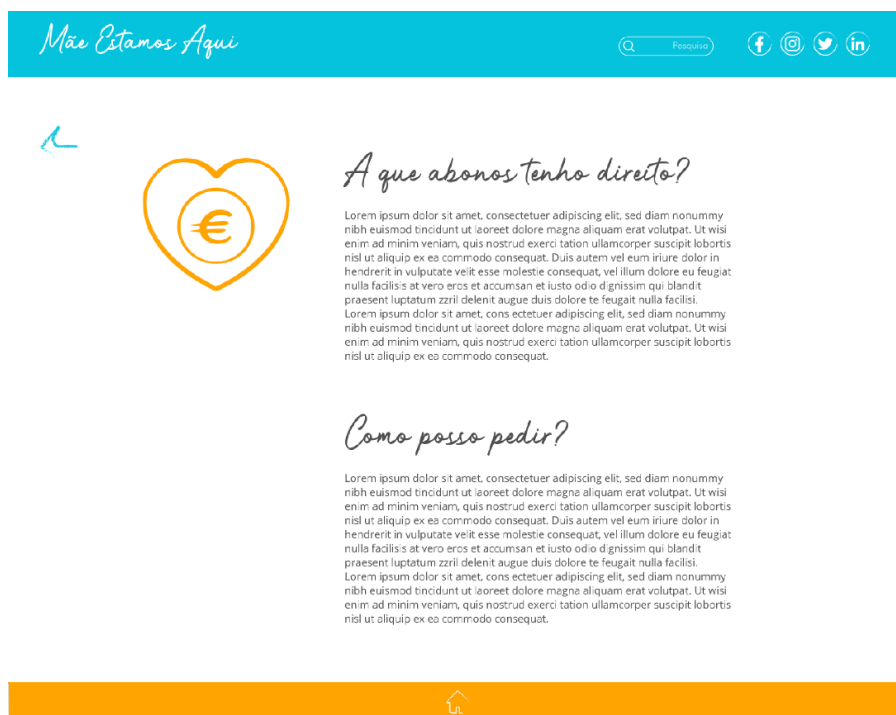 Mãe Estamos Aqui
Pesquisa
A que abonos tenho direito?
Lorem ipsum dolor sit amet, consectetuer adipiscing elit, sed diam nonummy
nibh euismod tincidunt ut laoreet dolore magna aliquam erat volutpat. Ut wisi
enim ad minim veniam, quis nostrud exerci tation ullamcorper suscipit lobortis
nisl ut aliquip ex ea commodo consequat. Duis autem vel eum iriure dolor in
hendrerit in vulputate velit esse molestie consequat, vel illum dolore eu feugiat
nulla facilisis at vero eros et accumsan et iusto odio dignissim qui blandit
praesent luptatum zzril delenit augue duis dolore te feugait nulla facilisi.
Lorem ipsum dolor sit amet, cons ectetuer adipiscing elit, sed diam nonummy
nibh euismod tincidunt ut laoreet dolore magna aliquam erat volutpat. Ut wisi
enim ad minim veniam, quis nostrud exerci tation ullamcorper suscipit lobortis
nisl ut aliquip ex ea commodo consequat.
Como posso pedir?
Lorem ipsum dolor sit amet, consectetuer adipiscing elit, sed diam nonummy
nibh euismod tincidunt ut laoreet dolore magna aliquam erat volutpat. Ut wisi
enim ad minim veniam, quis nostrud exerci tation ullamcorper suscipit lobortis
nisl ut aliquip ex ea commodo consequat. Duis autem vel eum iriure dolor in
hendrerit in vulputate velit esse molestie consequat, vel illum dolore eu feugiat
nulla facilisis at vero eros et accumsan et iusto odio dignissim qui blandit
praesent luptatum zzril delenit augue duis dolore te feugait nulla facilisi.
Lorem ipsum dolor sit amet, cons ectetuer adipiscing elit, sed diam nonummy
nibh euismod tincidunt ut laoreet dolore magna aliquam erat volutpat. Ut wisi
enim ad minim veniam, quis nostrud exerci tation ullamcorper suscipit lobortis
nisl ut aliquip ex ea commodo consequat.